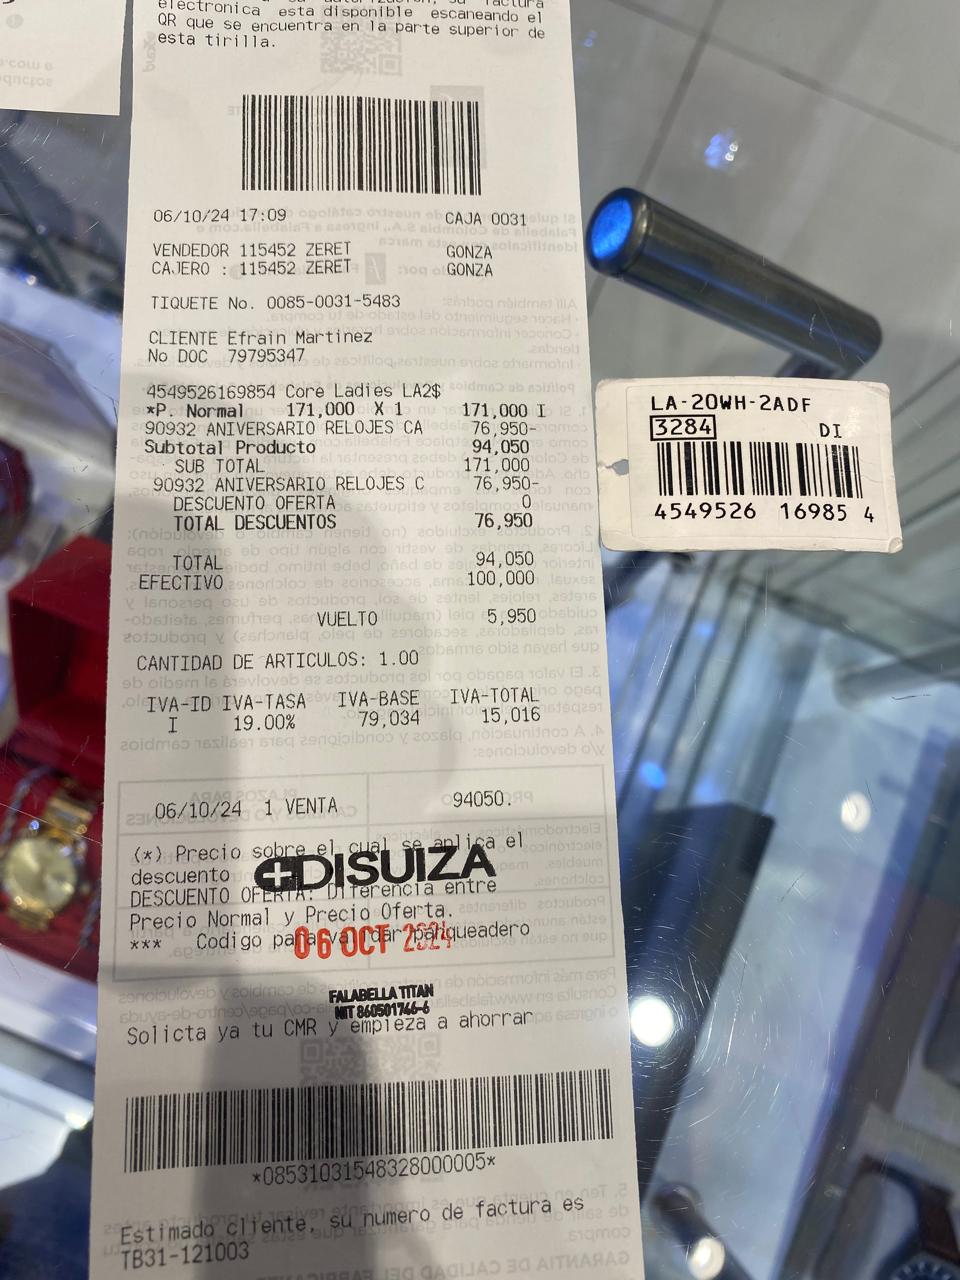 electronica esta disponible escaneando el
QR que se encuentra en la parte superior de
esta tirilla.
06/10/24 17:09 CAJA 0031
VENDEDOR 115452 ZERET GONZA
CAJERO : 115452 ZERET GONZA
TIQUETE No. 0085-0031-5483
CLIENTE Efrain Martinez
No DOC 79795347
4549526169854 Core Ladies LA2$
*P. Normal 171,000 X 1 171,000 I
90932 ANIVERSARIO RELOJES CA 76,950-
Subtotal Producto 94,050
SUB TOTAL 171,000
90932 ANIVERSARIO RELOJES C 76,950-
DESCUENTO OFERTA 0
TOTAL DESCUENTOS 76,950
TOTAL 94,050
EFECTIVO 100,000
VUELTO 5,950
CANTIDAD DE ARTICULOS: 1.00
IVA-ID IVA-TASA IVA-BASE IVA-TOTAL
I 19.00% 79,034 15,016
06/10/24 1 VENTA 94050.
(*) Precio sobre el cual se aplica el
descuento
DISUIZA
DESCUENTO OFERTA: Diferencia entre
Precio Normal y Precio Oferta.
*** Codigo para validar parqueadero
06 OCT 2024
FALABELLA TITAN
NIT 860501746-6
Solicta ya tu CMR y empieza a ahorrar
*08531031548328000005*
Estimado cliente, su numero de factura es
TB31-121003
LA-20WH-2ADF
3284 DI
4549526 16985 4